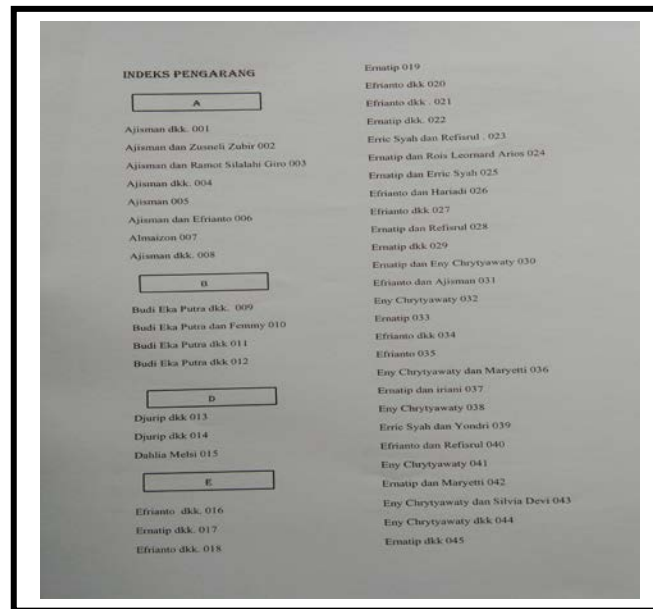 INDEKS PENGARANG
A
Ajisman dkk. 001
Ajisman dan Zusneli Zubir 002
Ajisman dan Ramot Silalahi Giro 003
Ajisman dkk. 004
Ajisman 005
Ajisman dan Efrianto 006
Almaizon 007
Ajisman dkk. 008
B
Budi Eka Putra dkk. 009
Budi Eka Putra dan Femmy 010
Budi Eka Putra dkk 011
Budi Eka Putra dkk 012
D
Djurip dkk 013
Djurip dkk 014
Dahlia Melsi 015
E
Efrianto dkk. 016
Ernatip dkk. 017
Efrianto dkk. 018
Ernatip 019
Efrianto dkk 020
Efrianto dkk . 021
Ernatip dkk. 022
Erric Syah dan Refisrul . 023
Ernatip dan Rois Leornard Arios 024
Ernatip dan Erric Syah 025
Efrianto dan Hariadi 026
Efrianto dkk 027
Ernatip dan Refisrul 028
Ernatip dkk 029
Ernatip dan Eny Chrytyawaty 030
Efrianto dan Ajisman 031
Eny Chrytyawaty 032
Ernatip 033
Efrianto dkk 034
Efrianto 035
Eny Chrytyawaty dan Maryetti 036
Ernatip dan iriani 037
Eny Chrytyawaty 038
Erric Syah dan Yondri 039
Efrianto dan Refisrul 040
Eny Chrytyawaty 041
Ernatip dan Maryetti 042
Eny Chrytyawaty dan Silvia Devi 043
Eny Chrytyawaty dkk 044
Ernatip dkk 045